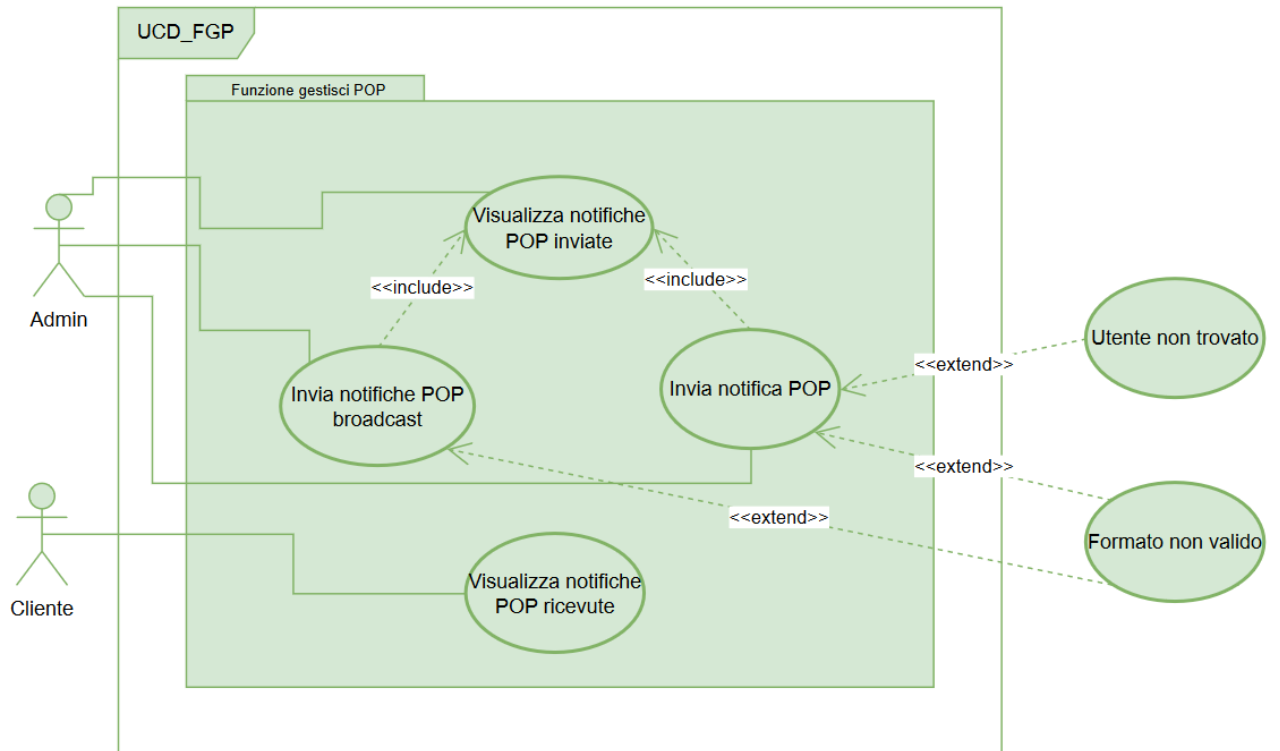 UCD_FGP
Funzione gestisci POP
Visualizza notifiche
POP inviate
<<include>>
<<include>>
Admin
Utente non trovato
<<extend>>
Invia notifiche POP
broadcast
Invia notifica POP
<<extend>>
<<extend>>
Formato non valido
Visualizza notifiche
POP ricevute
Cliente